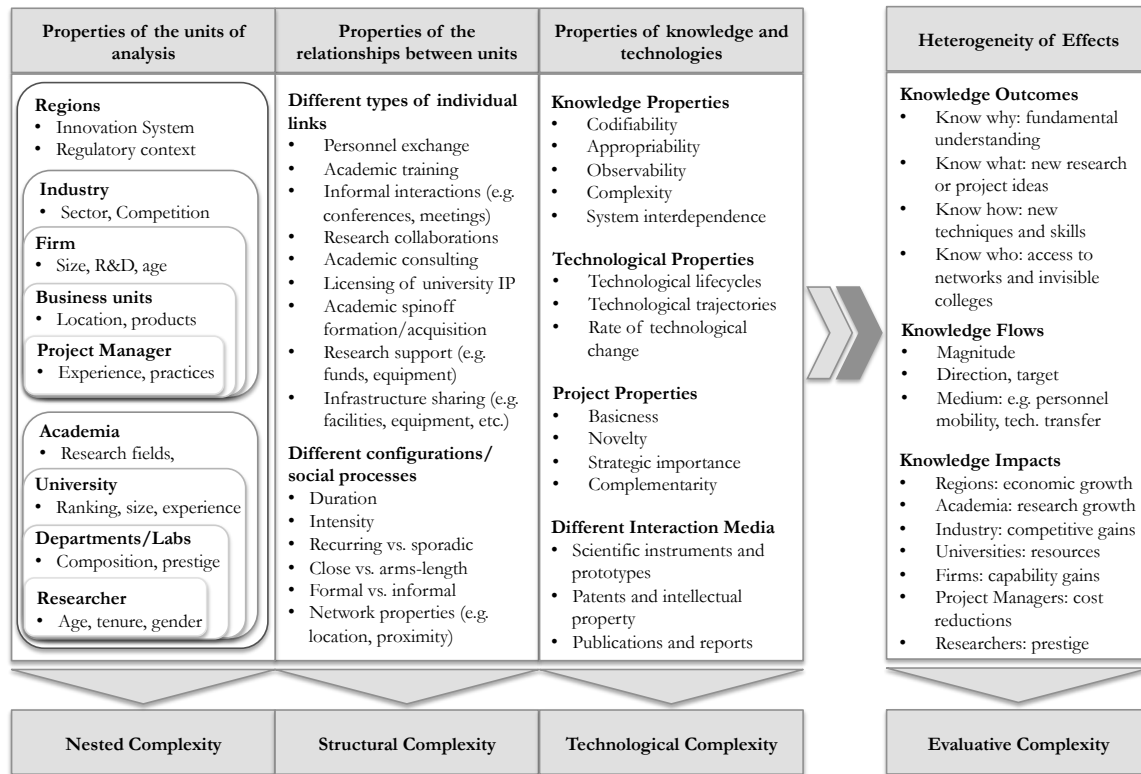 Properties of the units of
analysis
Regions
• Innovation System
• Regulatory context
Industry
• Sector, Competition
Firm
• Size, R&D, age
Business units
• Location, products
Project Manager
• Experience, practices
Academia
• Research fields,
University
• Ranking, size, experience
Departments/Labs
• Composition, prestige
Researcher
• Age, tenure, gender
Nested Complexity
Properties of the
relationships between units
Different types of individual
links
• Personnel exchange
• Academic training
• Informal interactions (e.g.
conferences, meetings)
• Research collaborations
• Academic consulting
• Licensing of university IP
• Academic spinoff
formation/acquisition
• Research support (e.g.
funds, equipment)
• Infrastructure sharing (e.g.
facilities, equipment, etc.)
Different configurations/
social processes
• Duration
• Intensity
• Recurring vs. sporadic
• Close vs. arms-length
• Formal vs. informal
• Network properties (e.g.
location, proximity)
Structural Complexity
Properties of knowledge and
technologies
Knowledge Properties
• Codifiability
• Appropriability
• Observability
• Complexity
• System interdependence
Technological Properties
• Technological lifecycles
• Technological trajectories
• Rate of technological
change
Project Properties
• Basicness
• Novelty
• Strategic importance
• Complementarity
Different Interaction Media
• Scientific instruments and
prototypes
• Patents and intellectual
property
• Publications and reports
Technological Complexity
Heterogeneity of Effects
Knowledge Outcomes
• Know why: fundamental
understanding
• Know what: new research
or project ideas
• Know how: new
techniques and skills
• Know who: access to
networks and invisible
colleges
Knowledge Flows
• Magnitude
• Direction, target
• Medium: e.g. personnel
mobility, tech. transfer
Knowledge Impacts
• Regions: economic growth
• Academia: research growth
• Industry: competitive gains
• Universities: resources
• Firms: capability gains
• Project Managers: cost
reductions
• Researchers: prestige
Evaluative Complexity